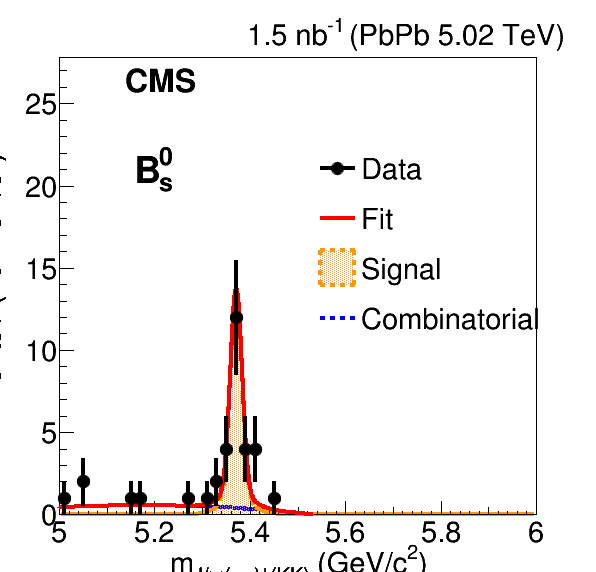 1.5 nb⁻¹ (PbPb 5.02 TeV)
CMS
B⁰ₛ
Data
Fit
Signal
Combinatorial
25
20
15
10
5
0
5 5.2 5.4 5.6 5.8 6
m (GeV/c²)